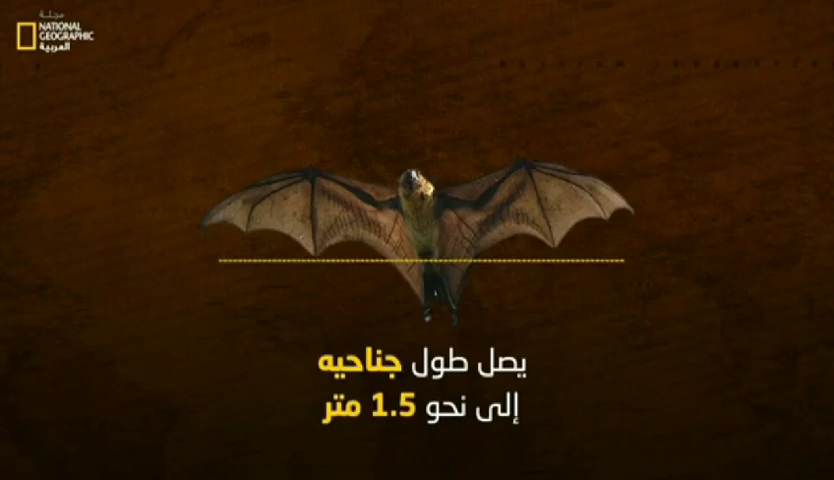 مجلة
NATIONAL
GEOGRAPHIC
العربية
يصل طول جناحيه
إلى نحو 1.5 متر